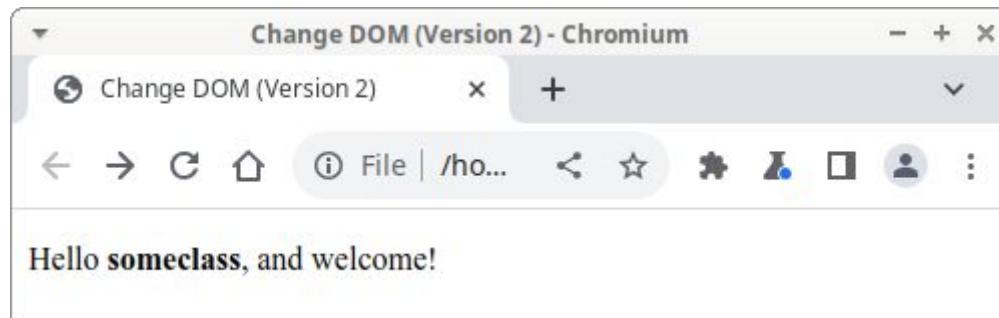 Change DOM (Version 2) - Chromium
Change DOM (Version 2)
File /ho...
Hello someclass, and welcome!